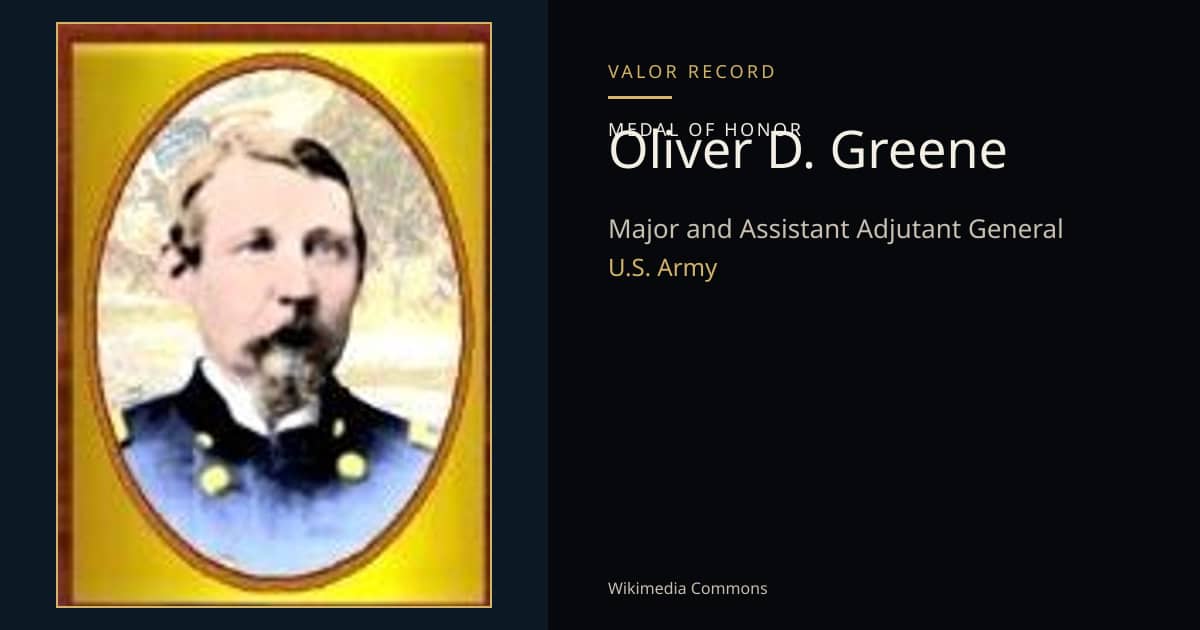 VALOR RECORD
MEDAL OF HONOR
Oliver D. Greene
Major and Assistant Adjutant General
U.S. Army
Wikimedia Commons